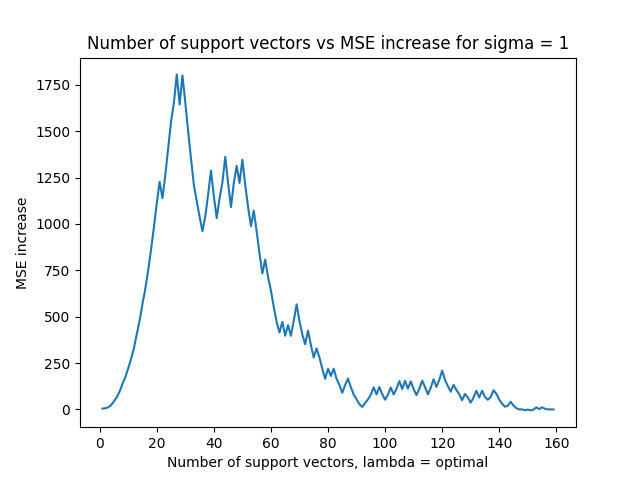 Number of support vectors vs MSE increase for sigma = 1
MSE increase
1750
1500
1250
1000
750
500
250
0
0 20 40 60 80 100 120 140 160
Number of support vectors, lambda = optimal